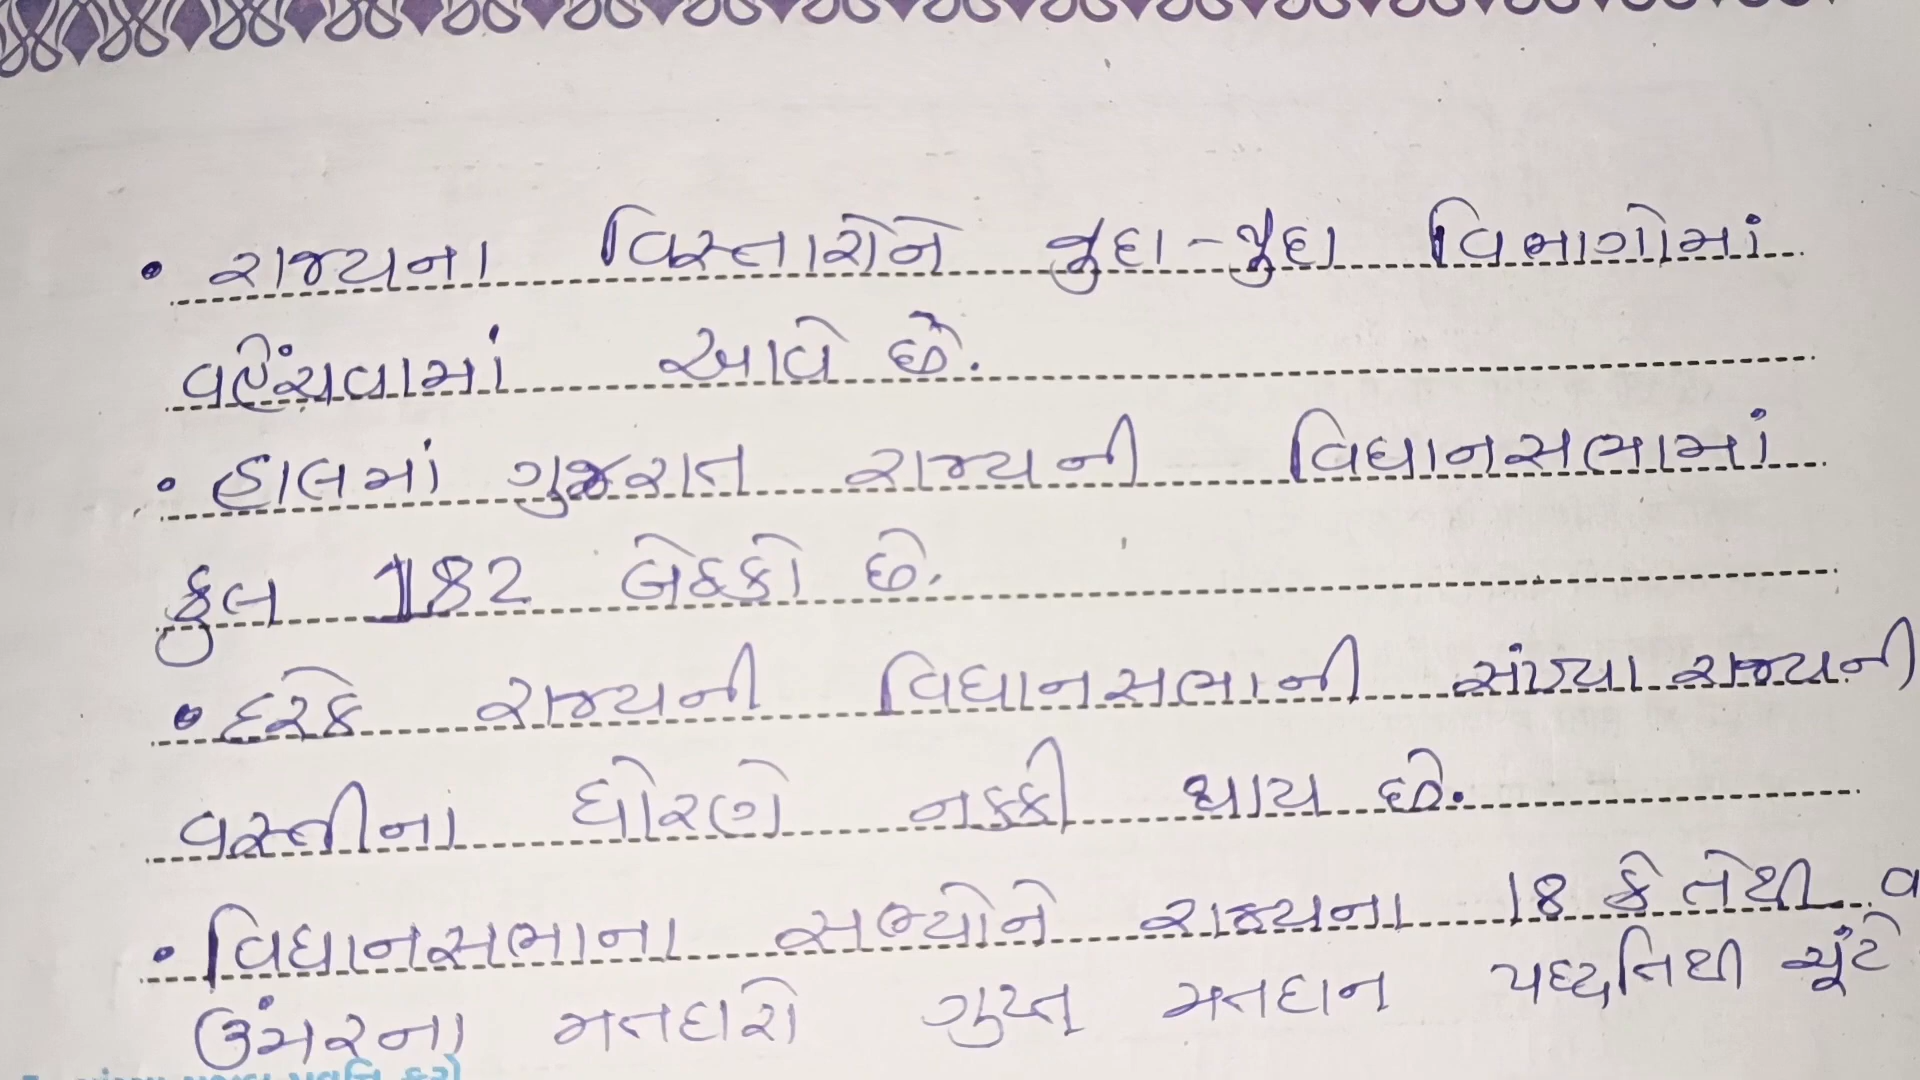 • રાજ્યના વિસ્તારોને જુદા-જુદા વિભાગોમાં
વહેંચવામાં આવે છે.
• હાલમાં ગુજરાત રાજ્યની વિધાનસભામાં
કુલ 182 બેઠકો છે.
• દરેક રાજ્યની વિધાનસભાની સંખ્યા રાજ્યની
વસ્તીના ધોરણે નક્કી થાય છે.
• વિધાનસભાના સભ્યોને રાજ્યના 18 કે તેથી વ
ઉંમરના મતદારો ગુપ્ત મતદાન પધ્ધતિથી ચૂંટે